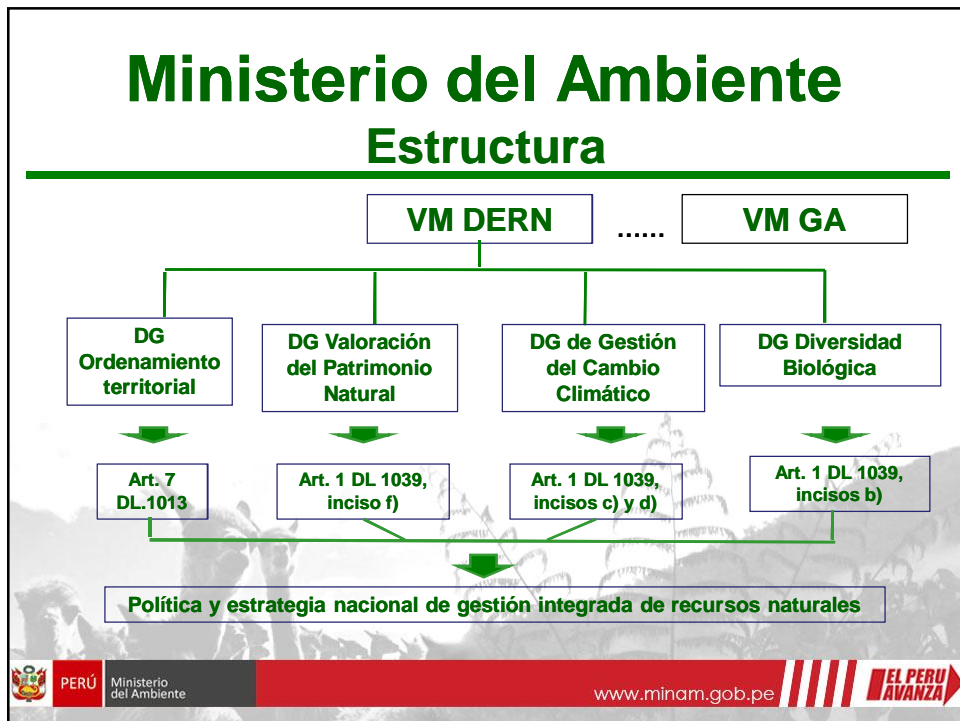 Ministerio del Ambiente
Estructura
VM DERN
......
VM GA
DG
Ordenamiento
territorial
DG Valoración
del Patrimonio
Natural
DG de Gestión
del Cambio
Climático
DG Diversidad
Biológica
Art. 7
DL.1013
Art. 1 DL 1039,
inciso f)
Art. 1 DL 1039,
incisos c) y d)
Art. 1 DL 1039,
incisos b)
Política y estrategia nacional de gestión integrada de recursos naturales
PERÚ
Ministerio
del Ambiente
www.minam.gob.pe
EL PERU
AVANZA